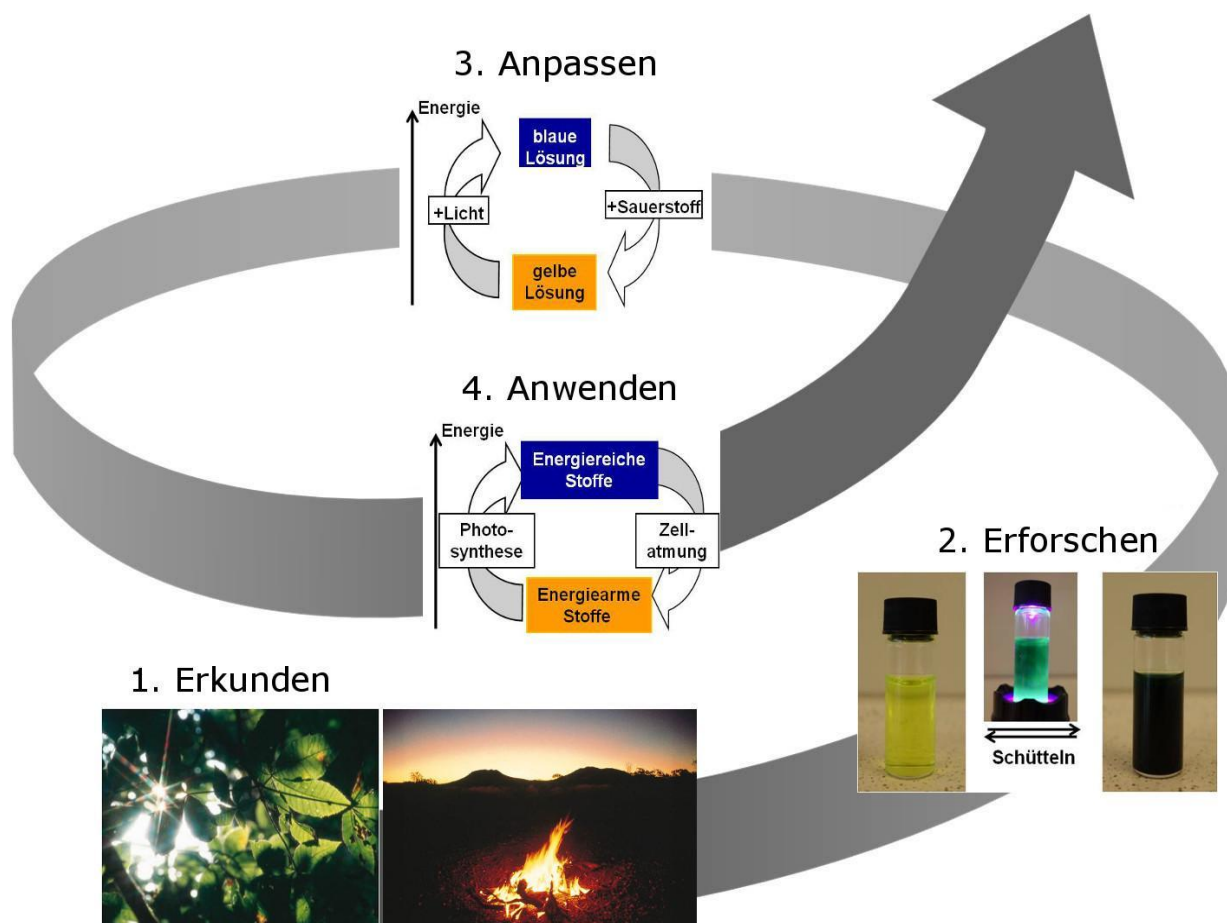 3. Anpassen
Energie
blaue
Lösung
+Licht
+Sauerstoff
gelbe
Lösung
4. Anwenden
Energie
Energiereiche
Stoffe
Photo-
synthese
Zell-
atmung
Energiearme
Stoffe
2. Erforschen
Schütteln
1. Erkunden